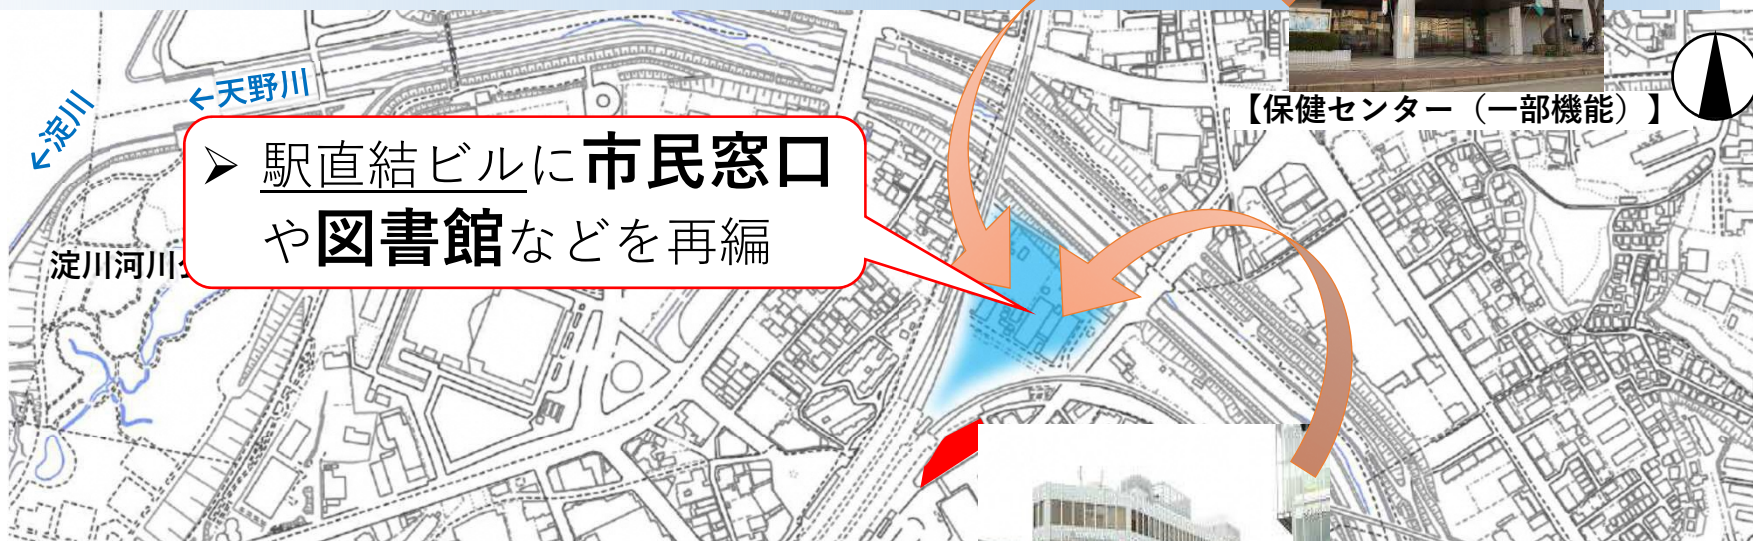 【保健センター（一部機能）】
←天野川
←淀川
➢ 駅直結ビルに市民窓口
や図書館などを再編
淀川河川